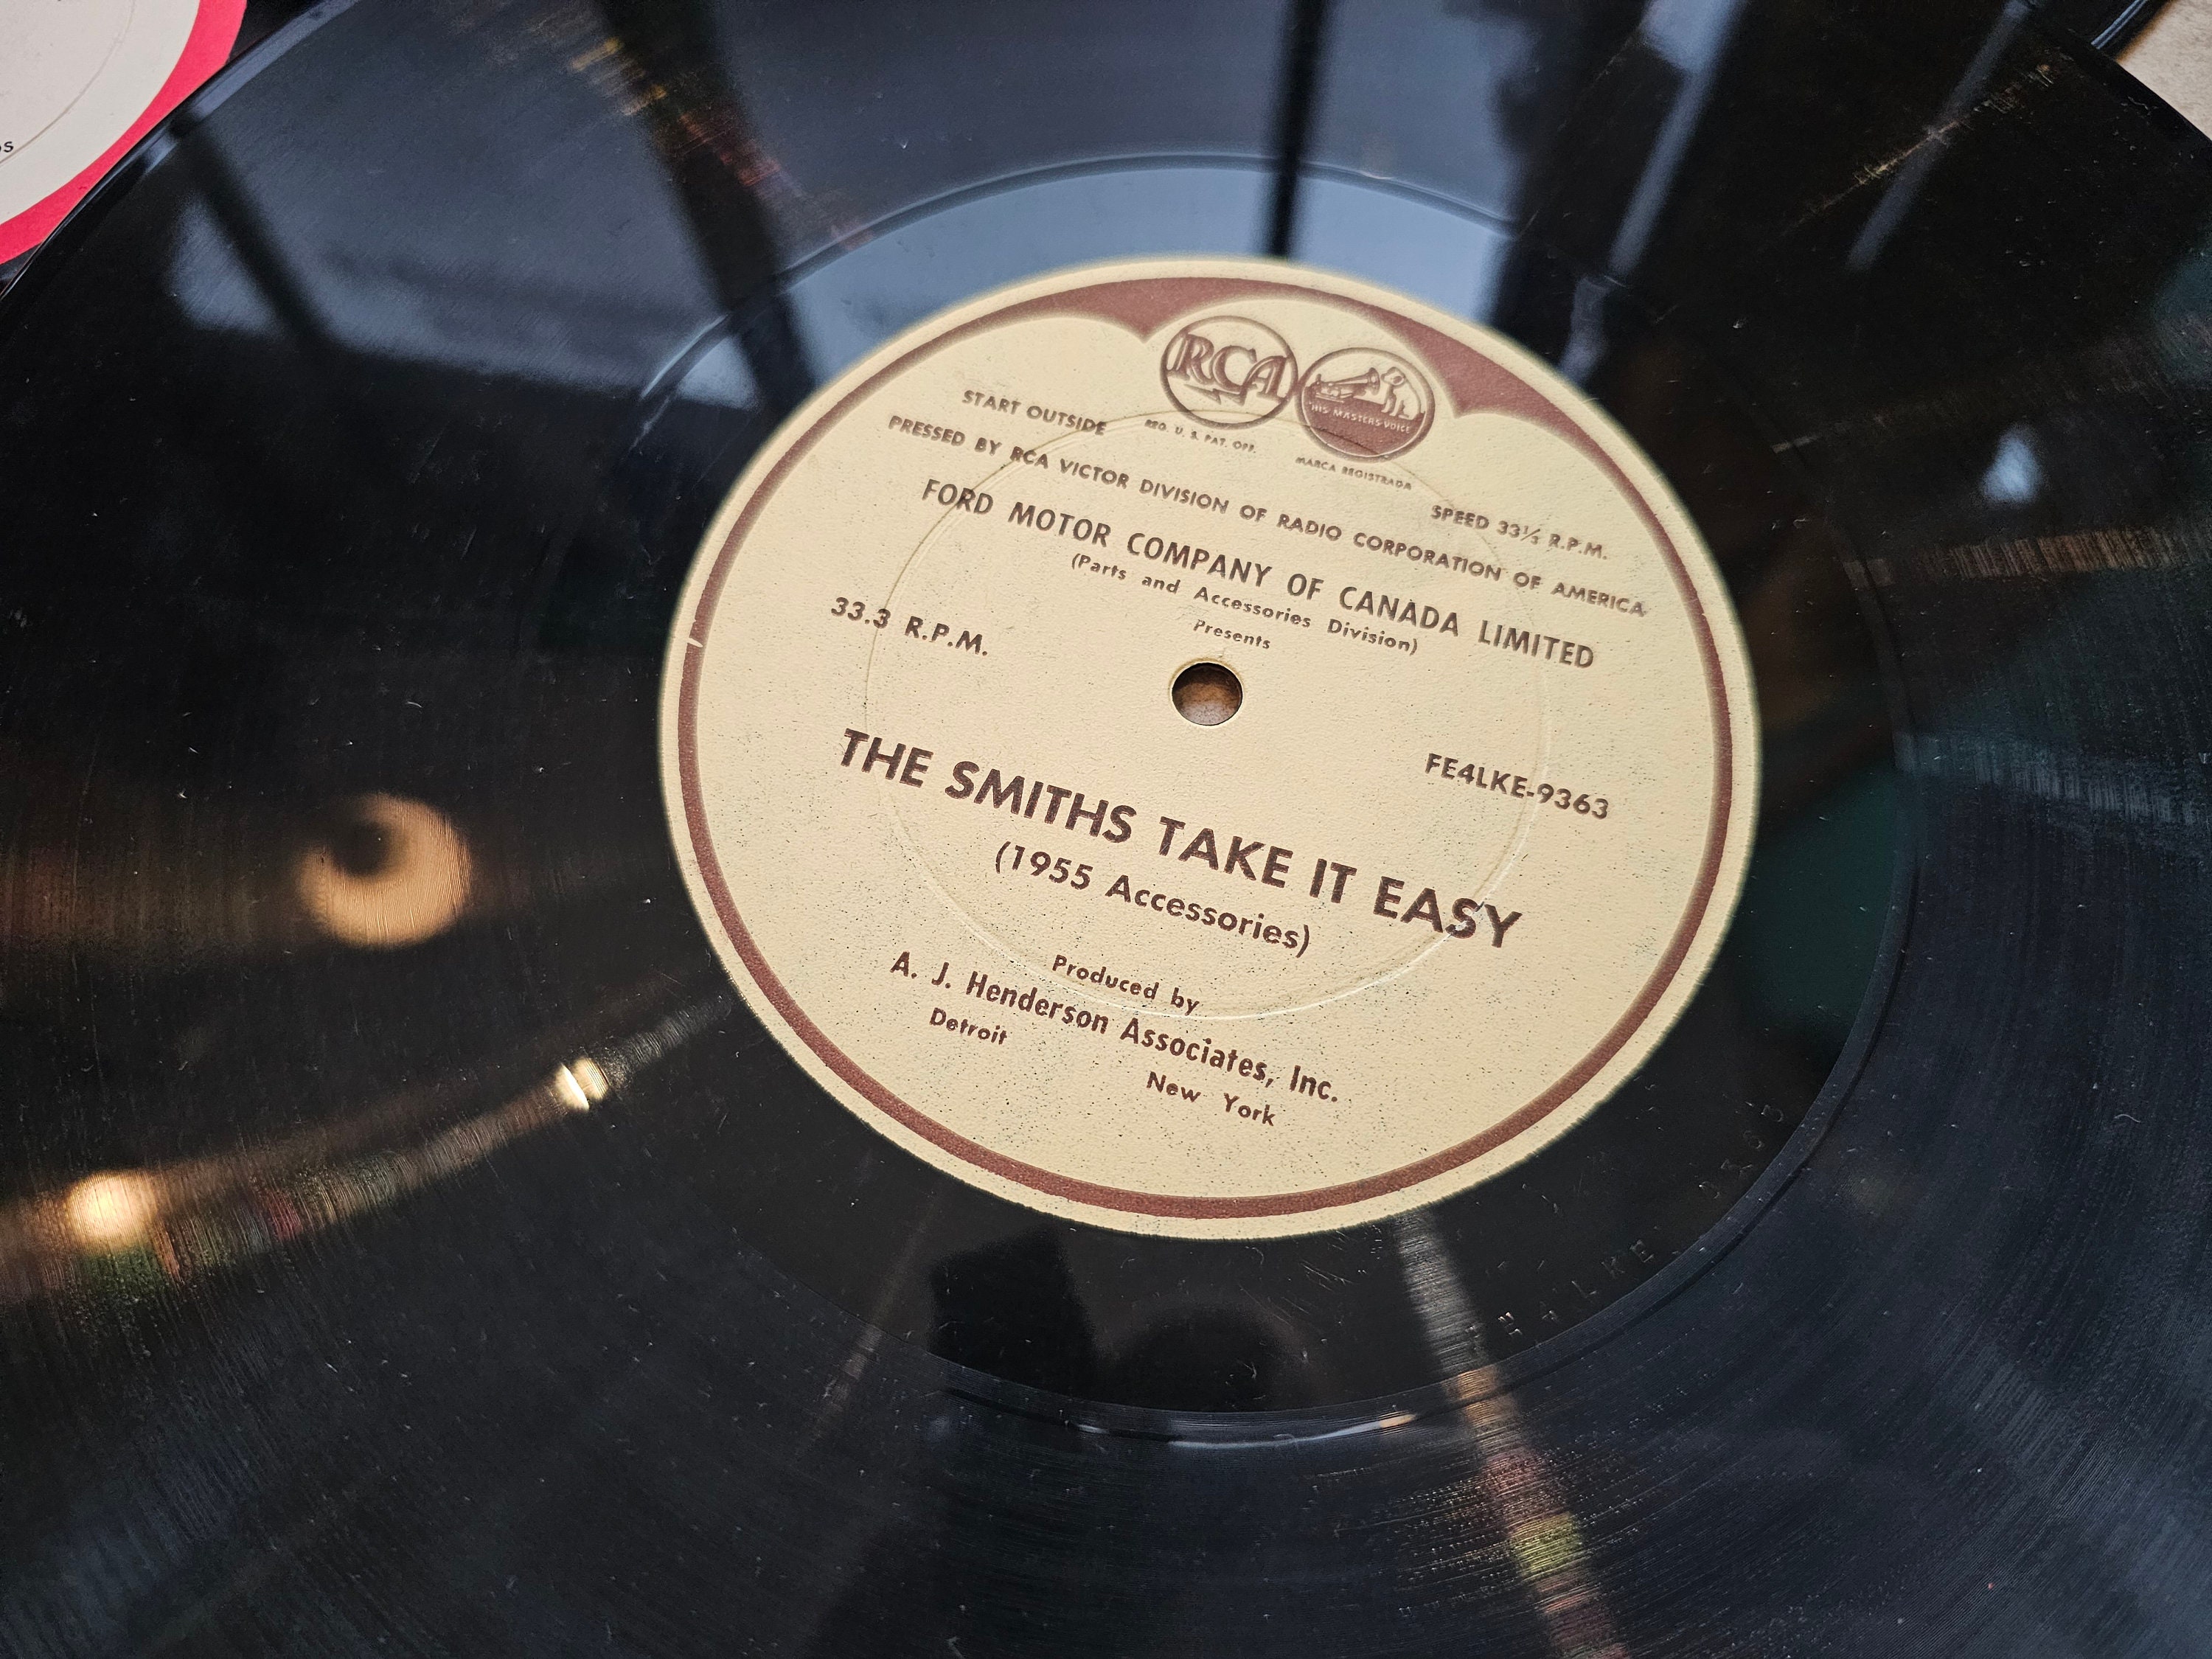 RCA
HIS MASTERS VOICE
START OUTSIDE
REG. U. S. PAT. OFF.
MARCA REGISTRADA
SPEED 33⅓ R.P.M.
PRESSED BY RCA VICTOR DIVISION OF RADIO CORPORATION OF AMERICA
FORD MOTOR COMPANY OF CANADA LIMITED
(Parts and Accessories Division)
Presents
33.3 R.P.M.
FE4LKE-9363
THE SMITHS TAKE IT EASY
(1955 Accessories)
Produced by
A. J. Henderson Associates, Inc.
Detroit
New York